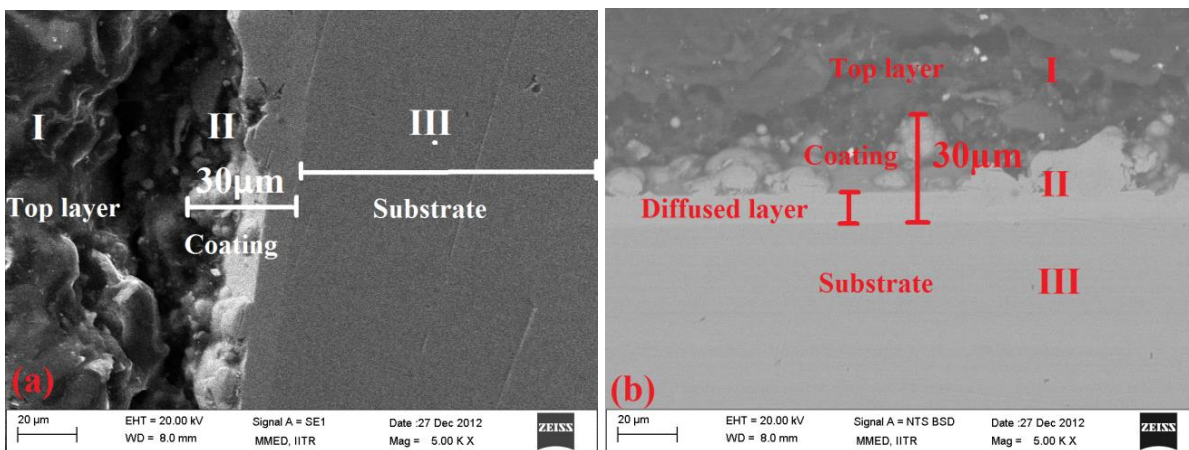 I
II
III
30µm
Top layer
Substrate
Coating
(a)
20 µm
EHT = 20.00 kV
WD = 8.0 mm
Signal A = SE1
MMED, IITR
Date :27 Dec 2012
Mag = 5.00 K X
ZEISS
Top layer
I
Coating
30µm
II
Diffused layer
Substrate
III
(b)
20 µm
EHT = 20.00 kV
WD = 8.0 mm
Signal A = NTS BSD
MMED, IITR
Date :27 Dec 2012
Mag = 5.00 K X
ZEISS